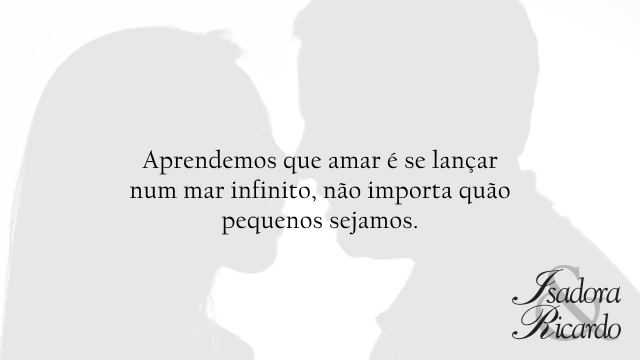 Aprendemos que amar é se lançar
num mar infinito, não importa quão
pequenos sejamos.
Isadora
&
Ricardo